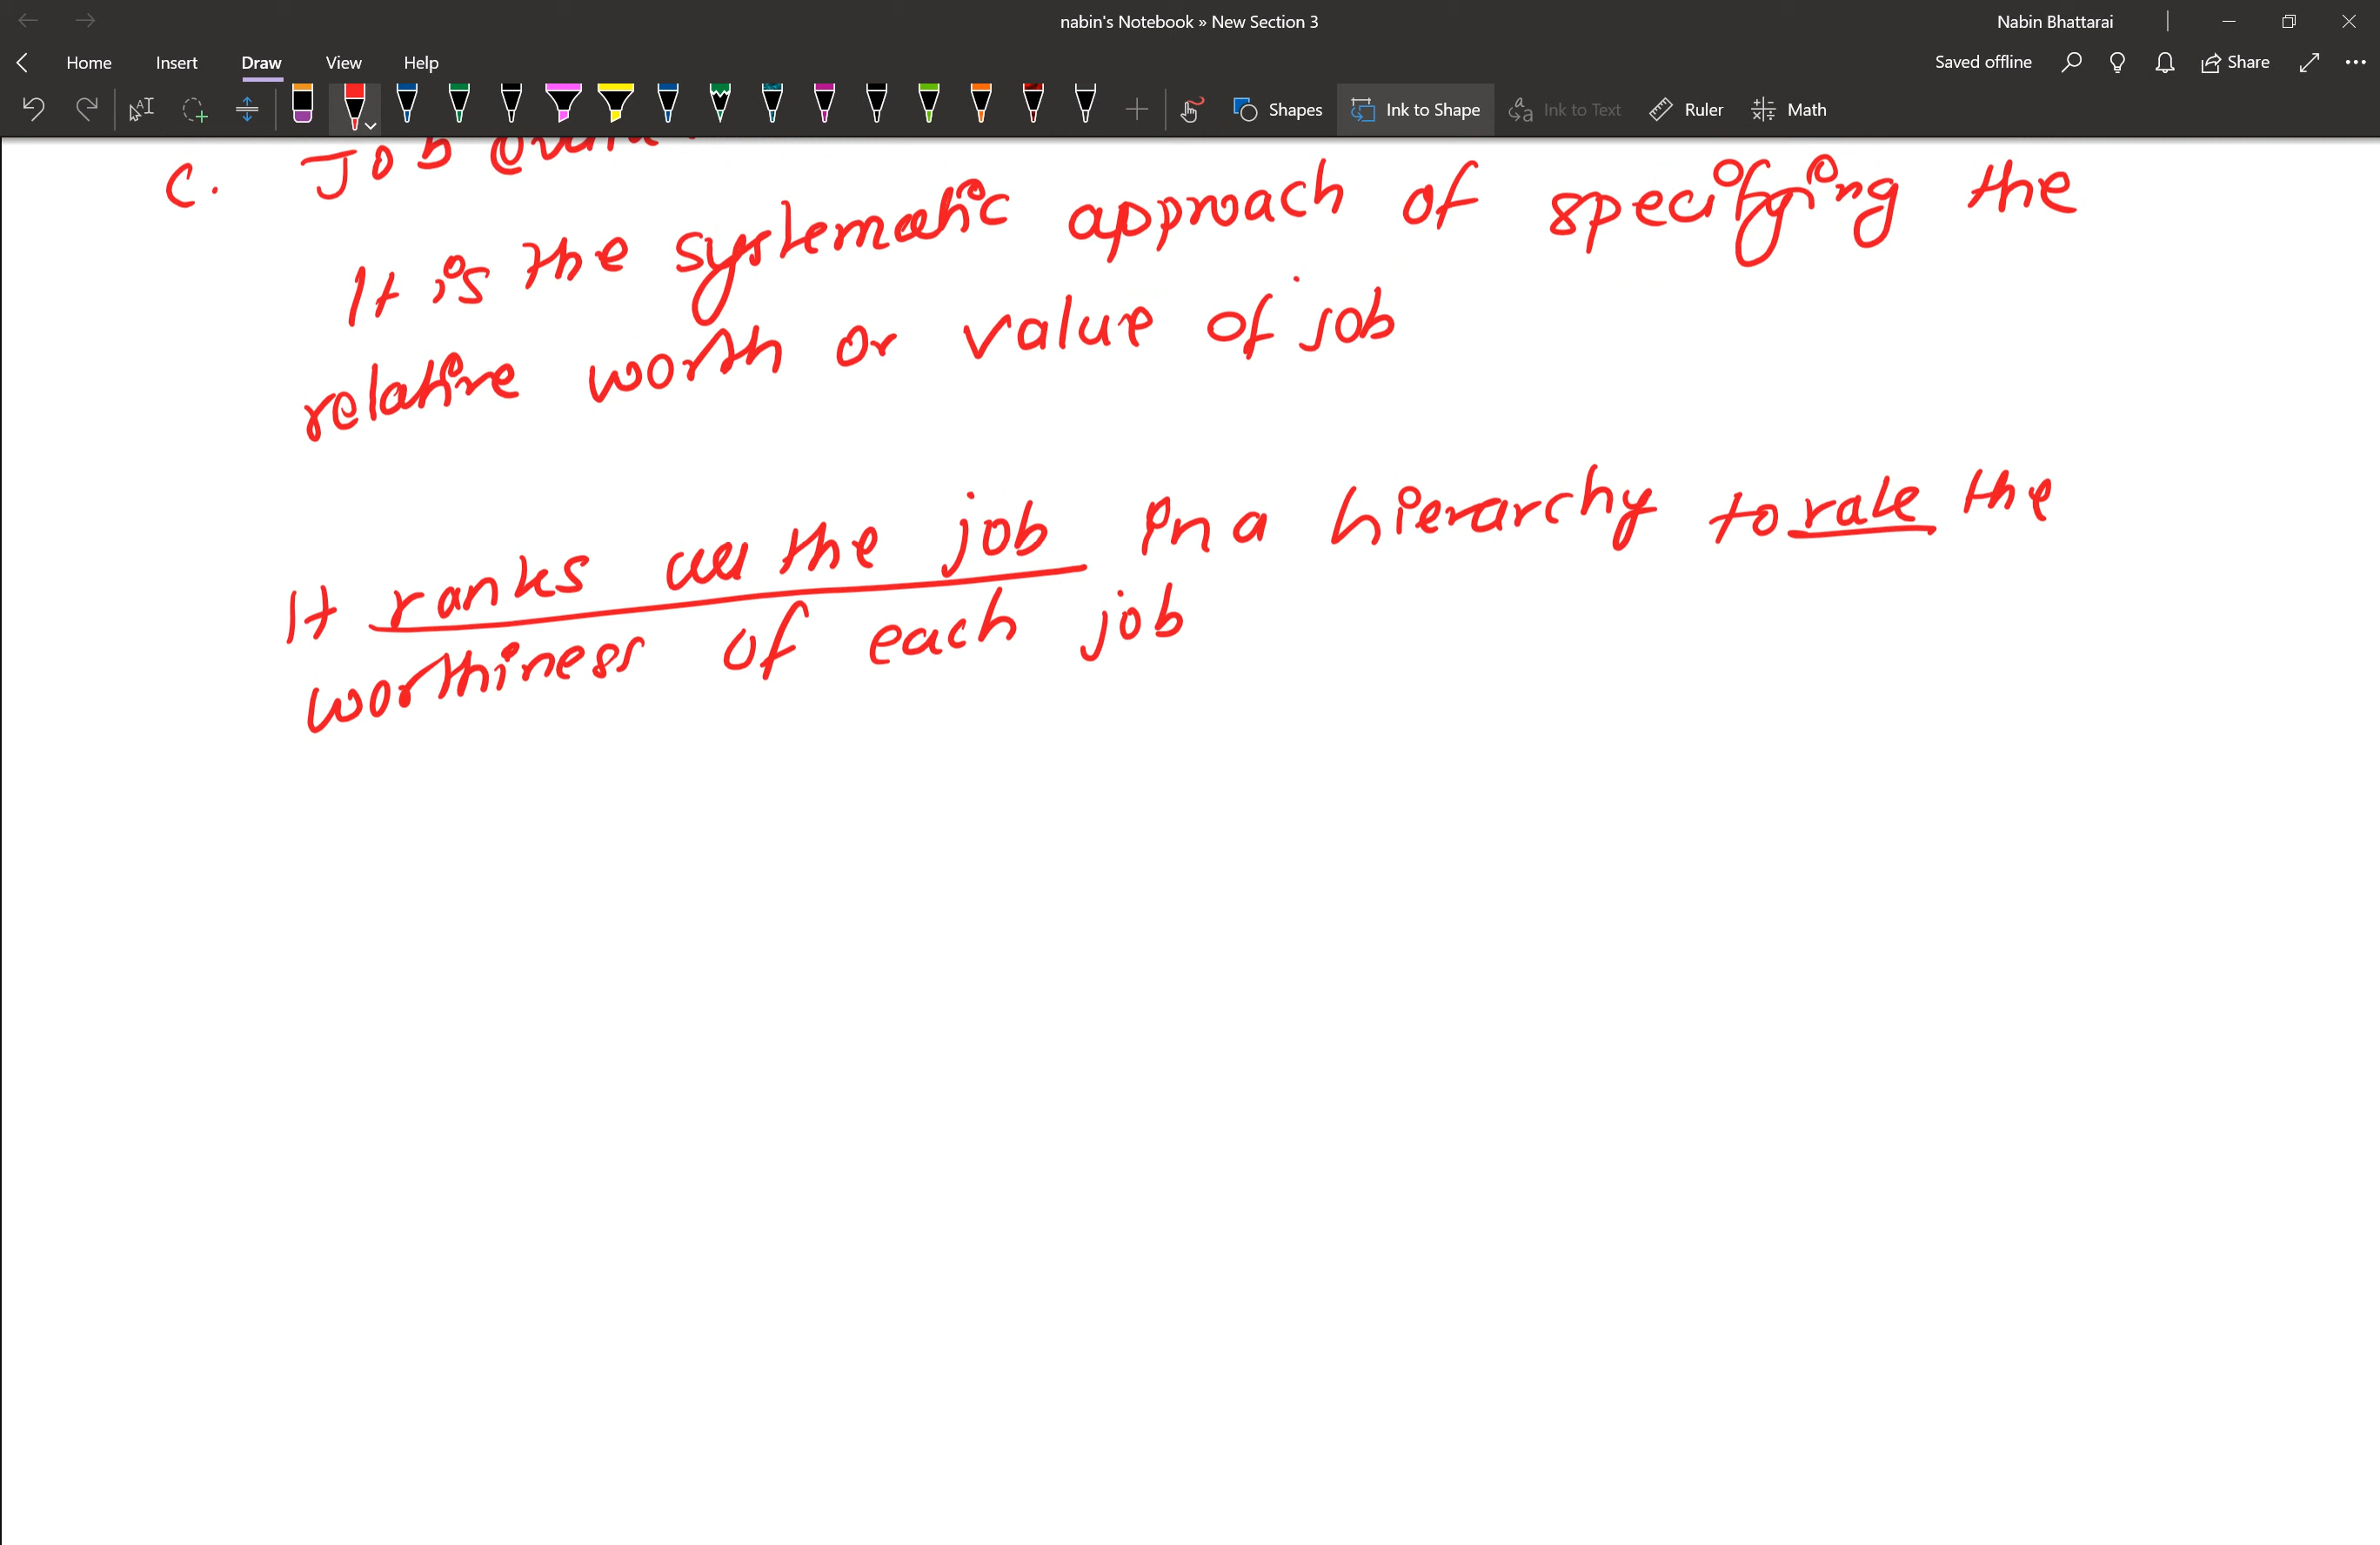 nabin's Notebook » New Section 3
Nabin Bhattarai
Home Insert Draw View Help
Saved offline
Share
Shapes
Ink to Shape
Ink to Text
Ruler
Math
C. Job
It is the systematic approach of specifying the
relative worth or value of job
It ranks all the job in a hierarchy to rate the
worthiness of each job